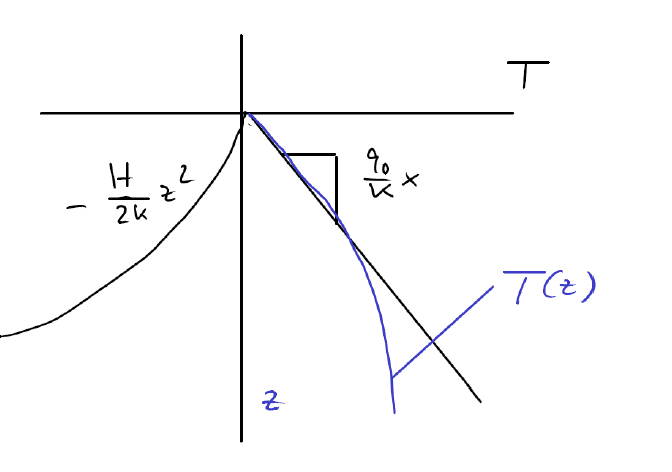 T
- H/2k z²
q₀/k x
T(z)
z